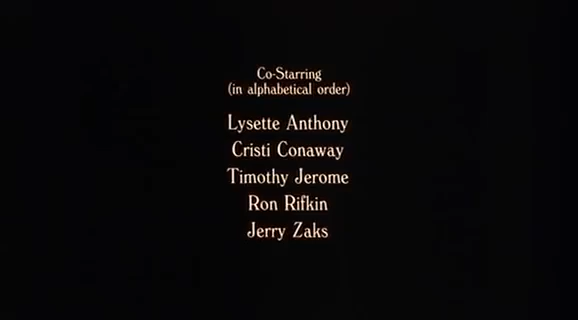 Co-Starring
(in alphabetical order)
Lysette Anthony
Cristi Conaway
Timothy Jerome
Ron Rifkin
Jerry Zaks